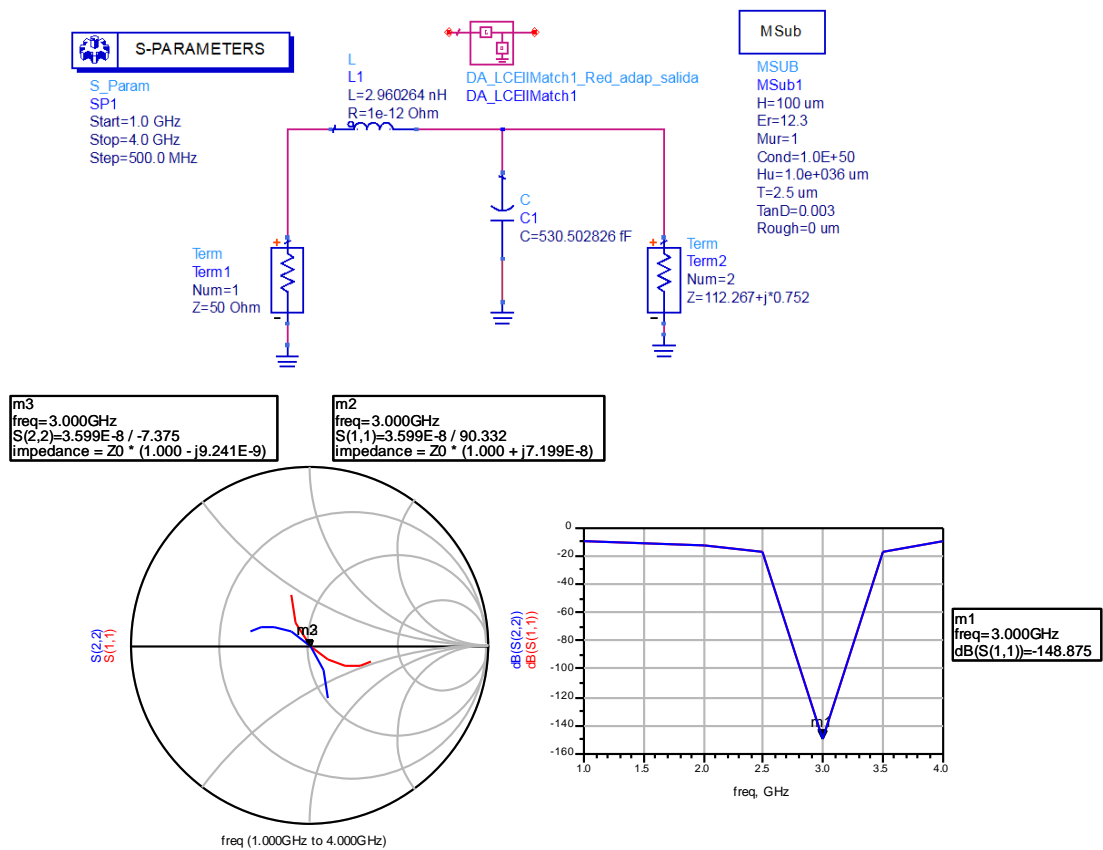 S-PARAMETERS
S_Param
SP1
Start=1.0 GHz
Stop=4.0 GHz
Step=500.0 MHz
L
L1
L=2.960264 nH
R=1e-12 Ohm
DA_LCEllMatch1_Red_adap_salida
DA_LCEllMatch1
MSub
MSUB
MSub1
H=100 um
Er=12.3
Mur=1
Cond=1.0E+50
Hu=1.0e+036 um
T=2.5 um
TanD=0.003
Rough=0 um
C
C1
C=530.502826 fF
Term
Term1
Num=1
Z=50 Ohm
Term
Term2
Num=2
Z=112.267+j*0.752
m3
freq=3.000GHz
S(2,2)=3.599E-8 / -7.375
impedance = Z0 * (1.000 - j9.241E-9)
m2
freq=3.000GHz
S(1,1)=3.599E-8 / 90.332
impedance = Z0 * (1.000 + j7.199E-8)
S(2,2)
S(1,1)
freq (1.000GHz to 4.000GHz)
dB(S(2,2))
dB(S(1,1))
0
-20
-40
-60
-80
-100
-120
-140
-160
1.0
1.5
2.0
2.5
3.0
3.5
4.0
freq, GHz
m1
freq=3.000GHz
dB(S(1,1))=-148.875